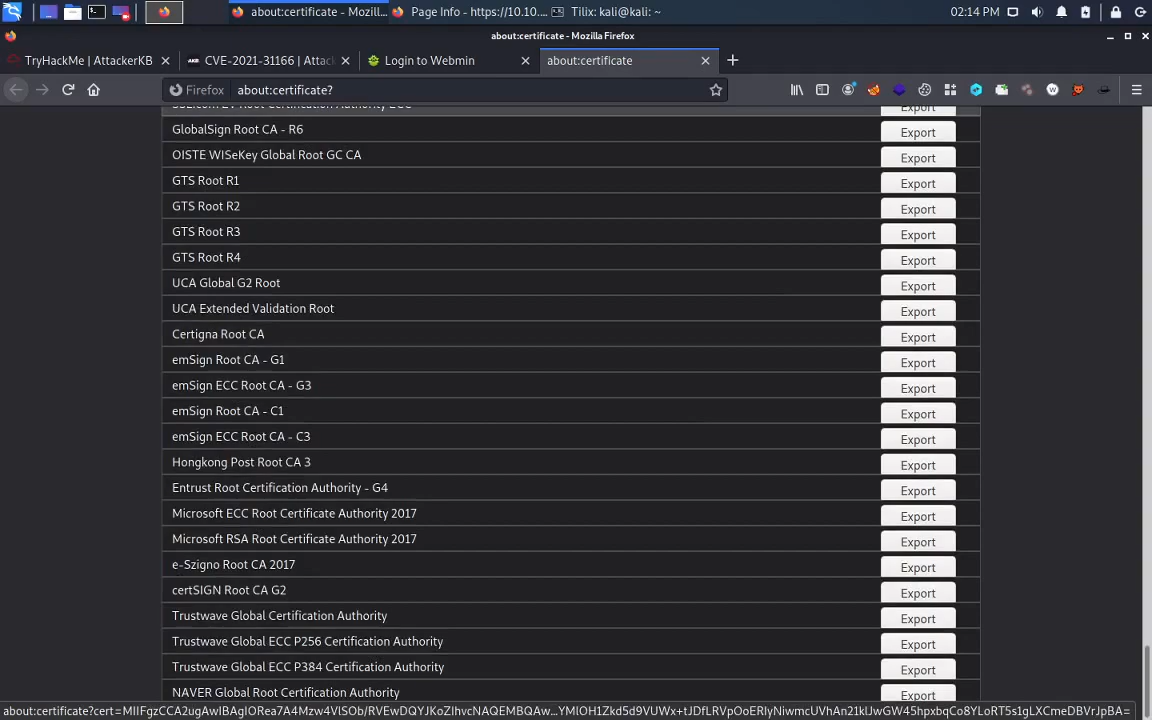 about:certificate - Mozill...
Page Info - https://10.10....
Tilix: kali@kali: ~
02:14 PM
about:certificate - Mozilla Firefox
TryHackMe | AttackerKB
CVE-2021-31166 | Attac
Login to Webmin
about:certificate
Firefox
about:certificate?
Export
GlobalSign Root CA - R6 Export
OISTE WISeKey Global Root GC CA Export
GTS Root R1 Export
GTS Root R2 Export
GTS Root R3 Export
GTS Root R4 Export
UCA Global G2 Root Export
UCA Extended Validation Root Export
Certigna Root CA Export
emSign Root CA - G1 Export
emSign ECC Root CA - G3 Export
emSign Root CA - C1 Export
emSign ECC Root CA - C3 Export
Hongkong Post Root CA 3 Export
Entrust Root Certification Authority - G4 Export
Microsoft ECC Root Certificate Authority 2017 Export
Microsoft RSA Root Certificate Authority 2017 Export
e-Szigno Root CA 2017 Export
certSIGN Root CA G2 Export
Trustwave Global Certification Authority Export
Trustwave Global ECC P256 Certification Authority Export
Trustwave Global ECC P384 Certification Authority Export
NAVER Global Root Certification Authority Export